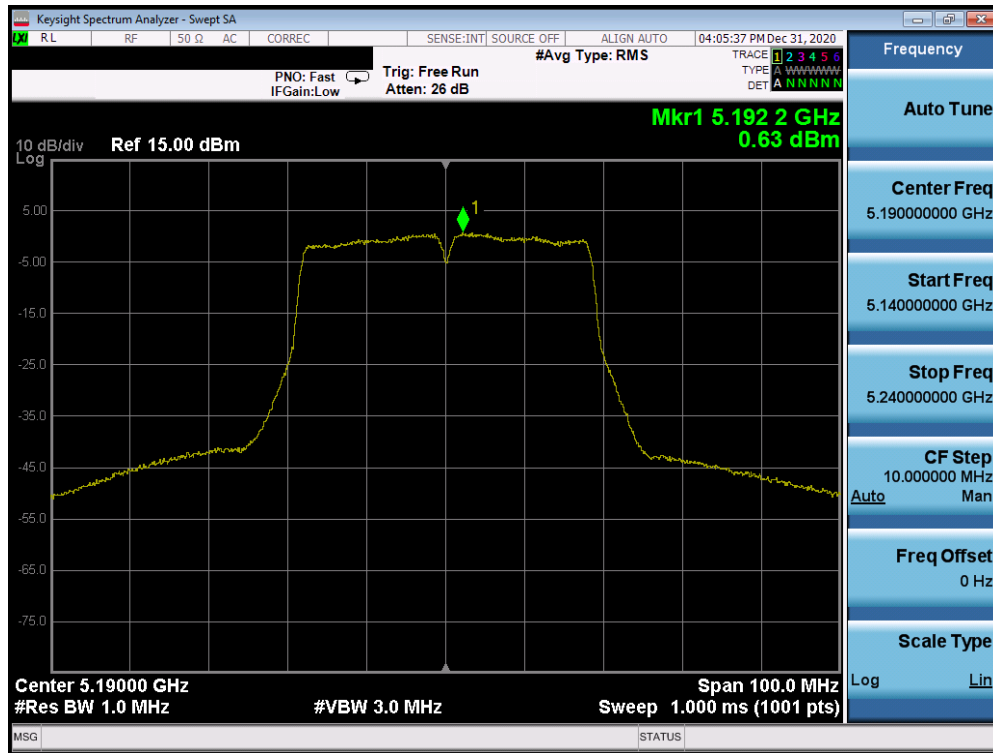 Keysight Spectrum Analyzer - Swept SA
LXI RL RF 50 Ω AC CORREC SENSE:INT SOURCE OFF ALIGN AUTO 04:05:37 PM Dec 31, 2020
#Avg Type: RMS
TRACE 1 2 3 4 5 6
PNO: Fast Trig: Free Run TYPE A WWWWW
IFGain:Low Atten: 26 dB DET A N N N N N
Mkr1 5.192 2 GHz
0.63 dBm
10 dB/div Ref 15.00 dBm
Log
1
5.00
-5.00
-15.0
-25.0
-35.0
-45.0
-55.0
-65.0
-75.0
Center 5.19000 GHz Span 100.0 MHz
#Res BW 1.0 MHz #VBW 3.0 MHz Sweep 1.000 ms (1001 pts)
MSG STATUS
Frequency
Auto Tune
Center Freq
5.190000000 GHz
Start Freq
5.140000000 GHz
Stop Freq
5.240000000 GHz
CF Step
10.000000 MHz
Auto Man
Freq Offset
0 Hz
Scale Type
Log Lin